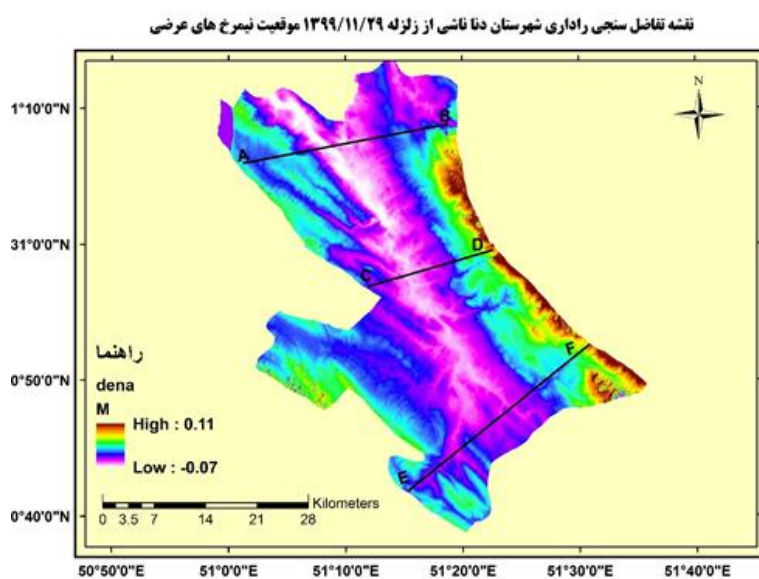 نقشه تفاضل سنجی راداری شهرستان دنا ناشی از زلزله ۱۳۹۹/۱۱/۲۹ موقعیت نیمرخ های عرضی
N
1°10'0"N
B
A
31°0'0"N
D
C
0°50'0"N
F
راهنما
dena
M
High : 0.11
Low : -0.07
E
Kilometers
0 3.5 7 14 21 28
0°40'0"N
50°50'0"E 51°0'0"E 51°10'0"E 51°20'0"E 51°30'0"E 51°40'0"E